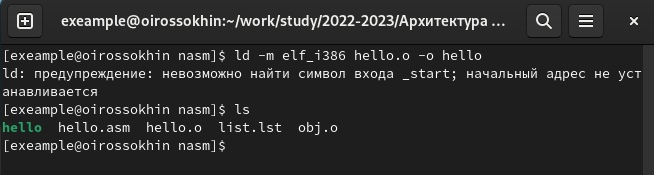 exeample@oirossokhin:~/work/study/2022-2023/Архитектура ...
[exeample@oirossokhin nasm]$ ld -m elf_i386 hello.o -o hello
ld: предупреждение: невозможно найти символ входа _start; начальный адрес не уст
анавливается
[exeample@oirossokhin nasm]$ ls
hello  hello.asm  hello.o  list.lst  obj.o
[exeample@oirossokhin nasm]$